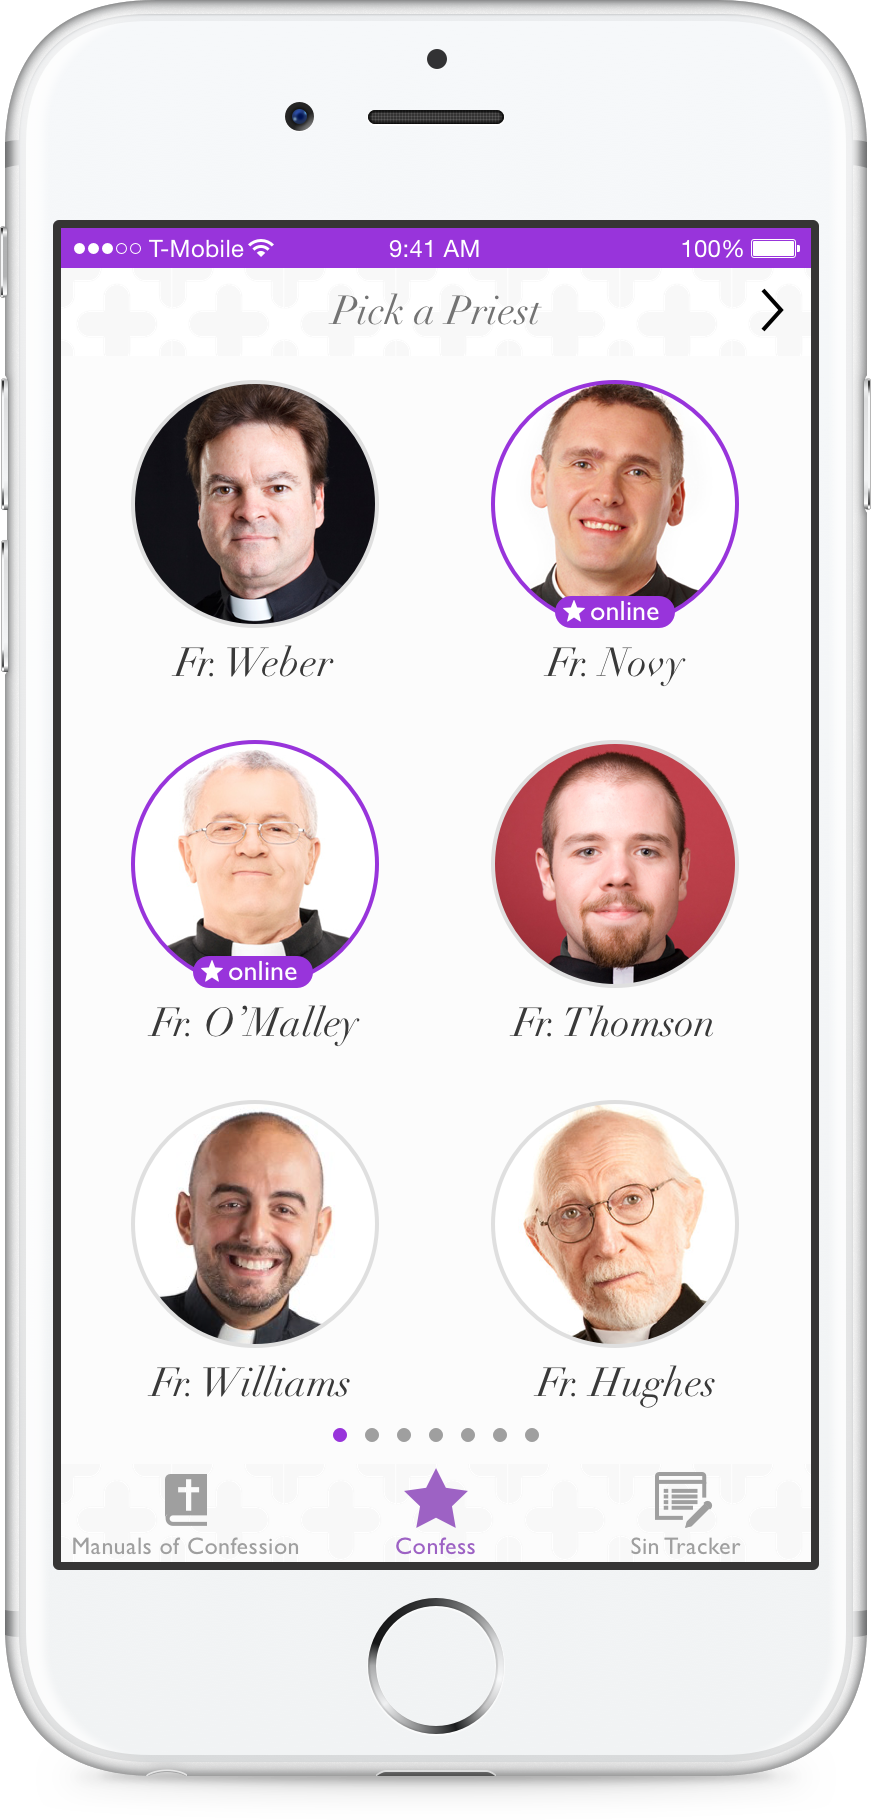 T-Mobile 9:41 AM 100%
Pick a Priest
online
Fr. Weber Fr. Novy
online
Fr. O’Malley Fr. Thomson
Fr. Williams Fr. Hughes
Manuals of Confession Confess Sin Tracker